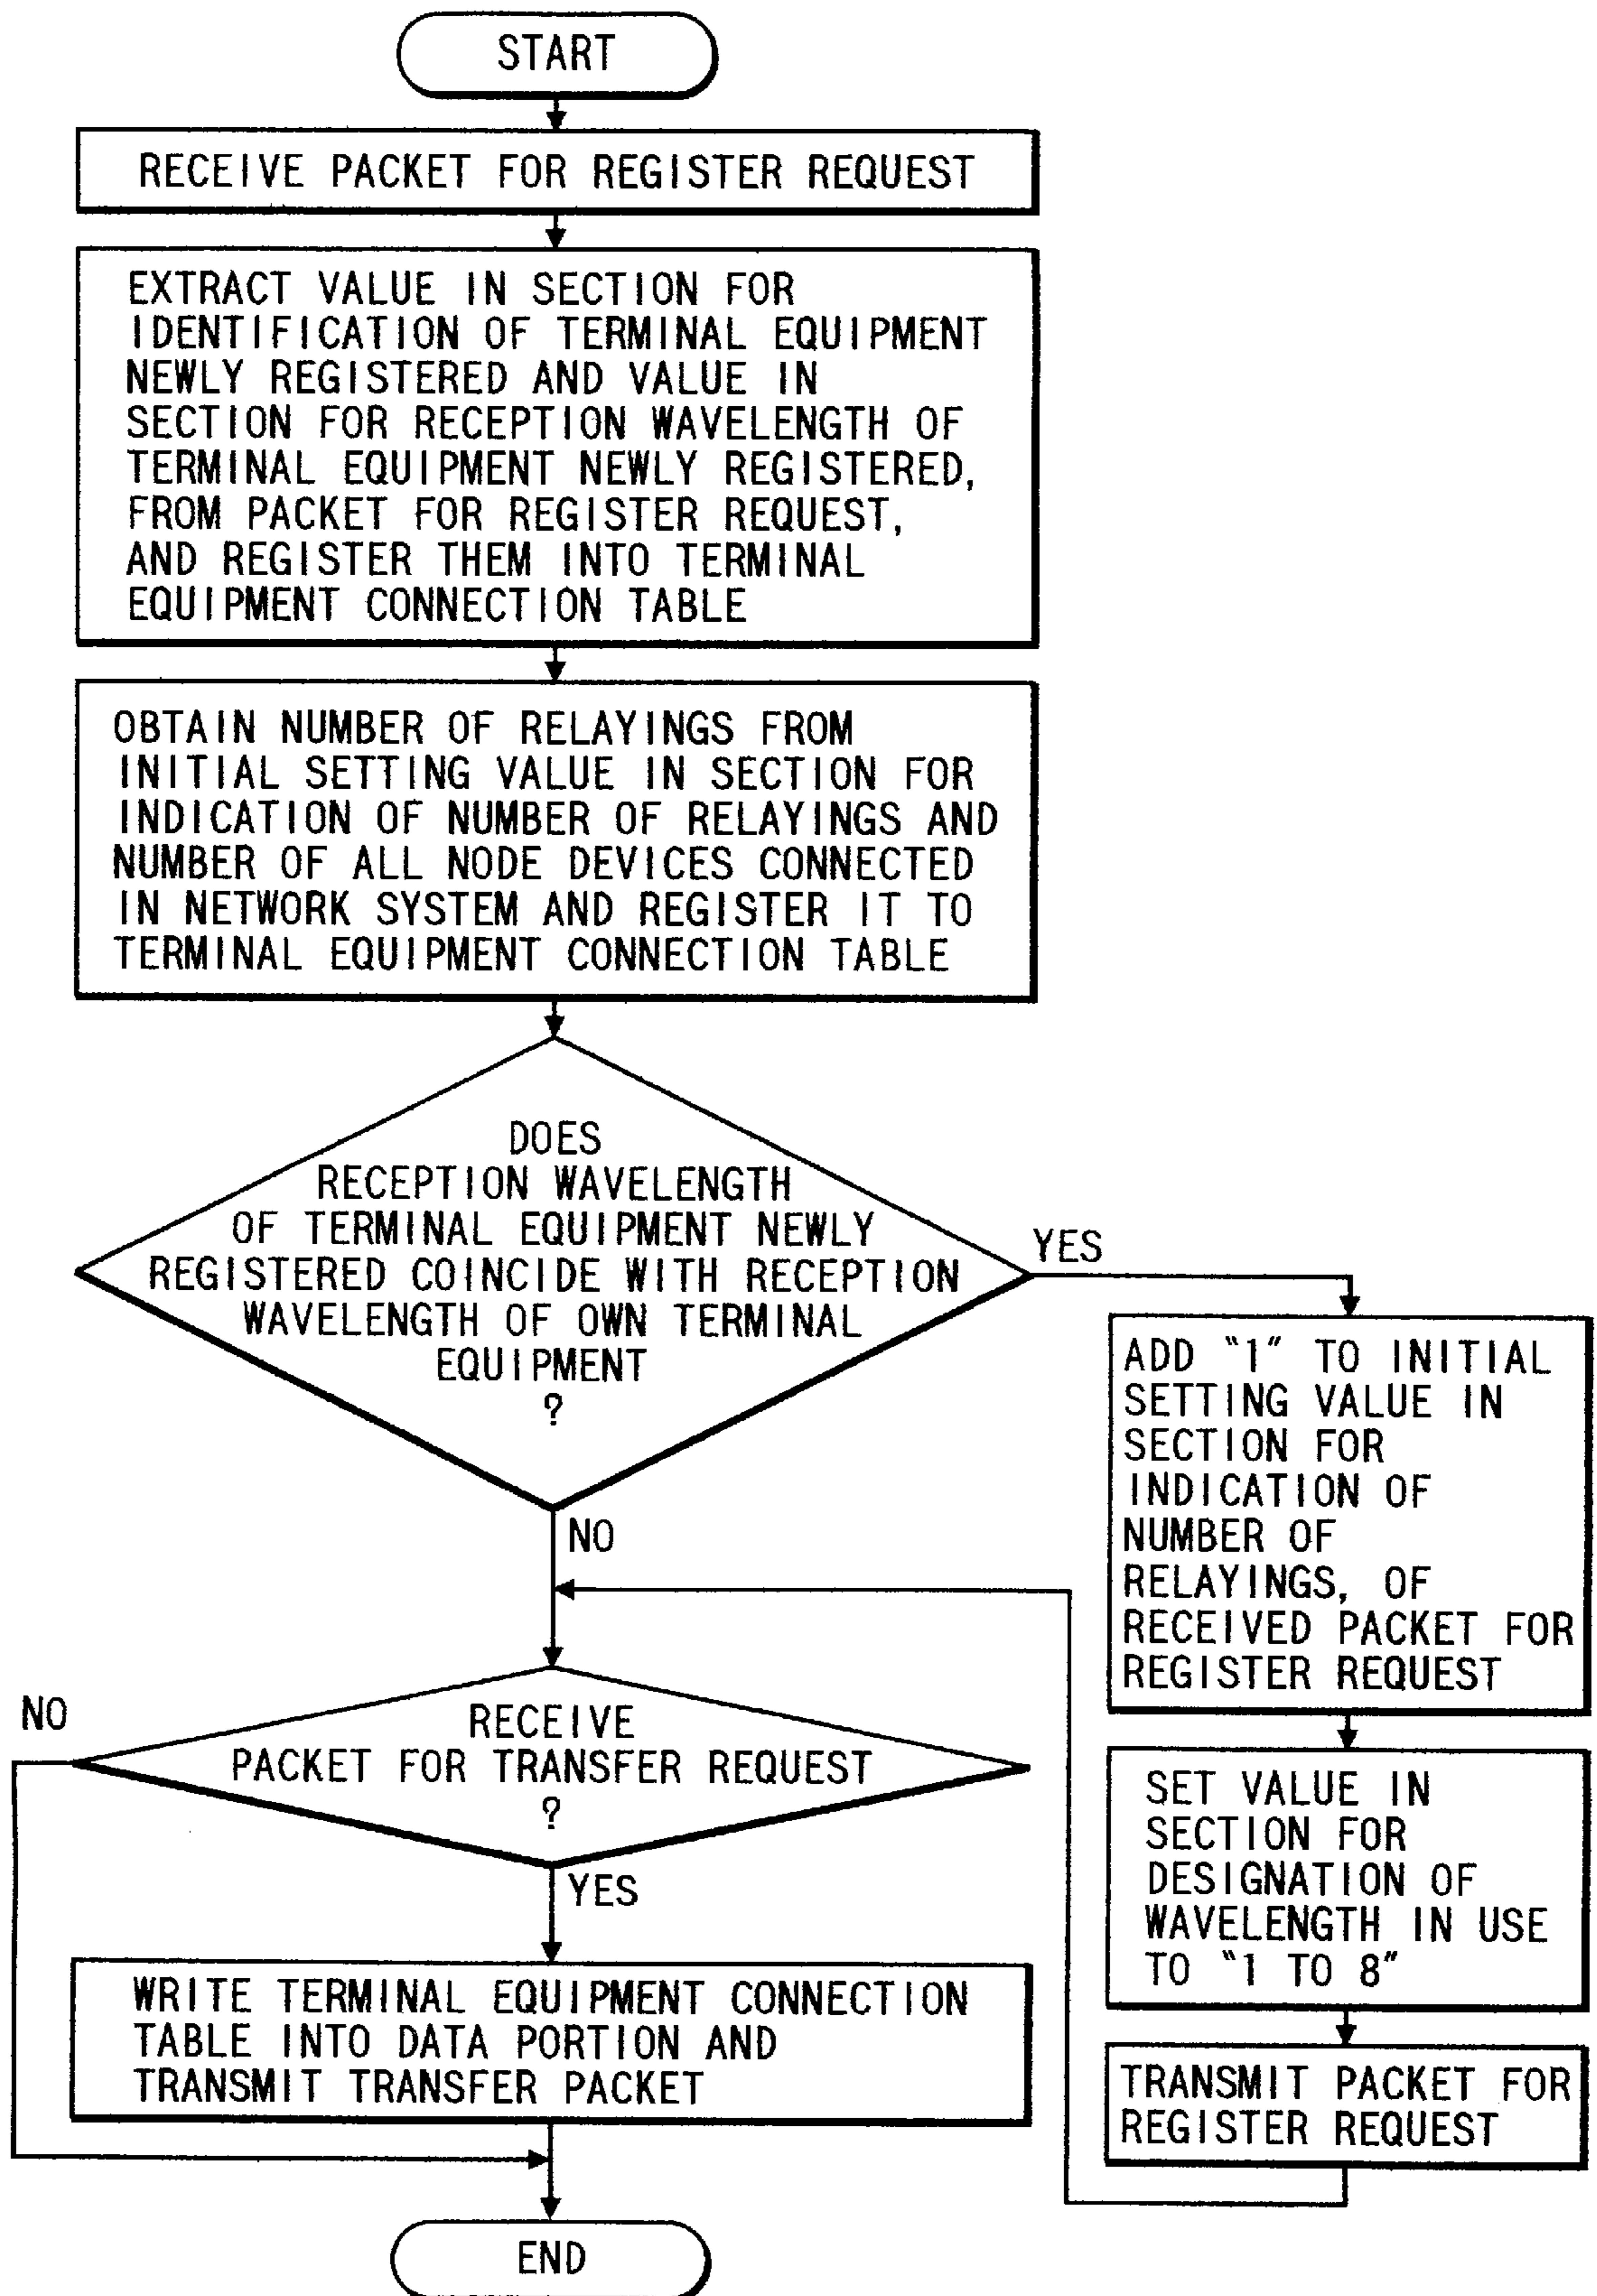 START
RECEIVE PACKET FOR REGISTER REQUEST
EXTRACT VALUE IN SECTION FOR
IDENTIFICATION OF TERMINAL EQUIPMENT
NEWLY REGISTERED AND VALUE IN
SECTION FOR RECEPTION WAVELENGTH OF
TERMINAL EQUIPMENT NEWLY REGISTERED,
FROM PACKET FOR REGISTER REQUEST,
AND REGISTER THEM INTO TERMINAL
EQUIPMENT CONNECTION TABLE
OBTAIN NUMBER OF RELAYINGS FROM
INITIAL SETTING VALUE IN SECTION FOR
INDICATION OF NUMBER OF RELAYINGS AND
NUMBER OF ALL NODE DEVICES CONNECTED
IN NETWORK SYSTEM AND REGISTER IT TO
TERMINAL EQUIPMENT CONNECTION TABLE
DOES
RECEPTION WAVELENGTH
OF TERMINAL EQUIPMENT NEWLY
REGISTERED COINCIDE WITH RECEPTION
WAVELENGTH OF OWN TERMINAL
EQUIPMENT
?
YES
ADD "1" TO INITIAL
SETTING VALUE IN
SECTION FOR
INDICATION OF
NUMBER OF
RELAYINGS, OF
RECEIVED PACKET FOR
REGISTER REQUEST
SET VALUE IN
SECTION FOR
DESIGNATION OF
WAVELENGTH IN USE
TO "1 TO 8"
TRANSMIT PACKET FOR
REGISTER REQUEST
NO
RECEIVE
PACKET FOR TRANSFER REQUEST
?
NO
YES
WRITE TERMINAL EQUIPMENT CONNECTION
TABLE INTO DATA PORTION AND
TRANSMIT TRANSFER PACKET
END